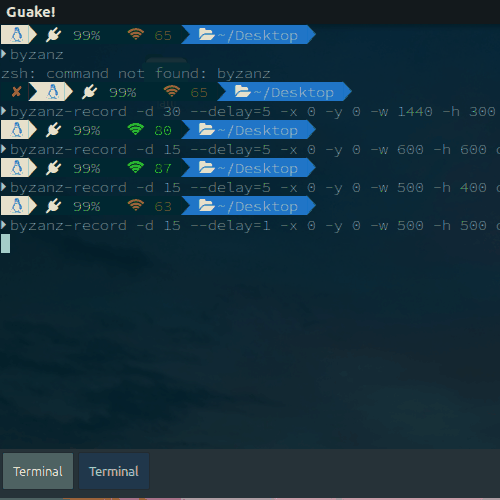 Guake!
99% 65 ~/Desktop
byzanz
zsh: command not found: byzanz
✘ 99% 65 ~/Desktop
byzanz-record -d 30 --delay=5 -x 0 -y 0 -w 1440 -h 300
99% 80 ~/Desktop
byzanz-record -d 15 --delay=5 -x 0 -y 0 -w 600 -h 600
99% 87 ~/Desktop
byzanz-record -d 15 --delay=5 -x 0 -y 0 -w 500 -h 400
99% 63 ~/Desktop
byzanz-record -d 15 --delay=1 -x 0 -y 0 -w 500 -h 500
Terminal Terminal